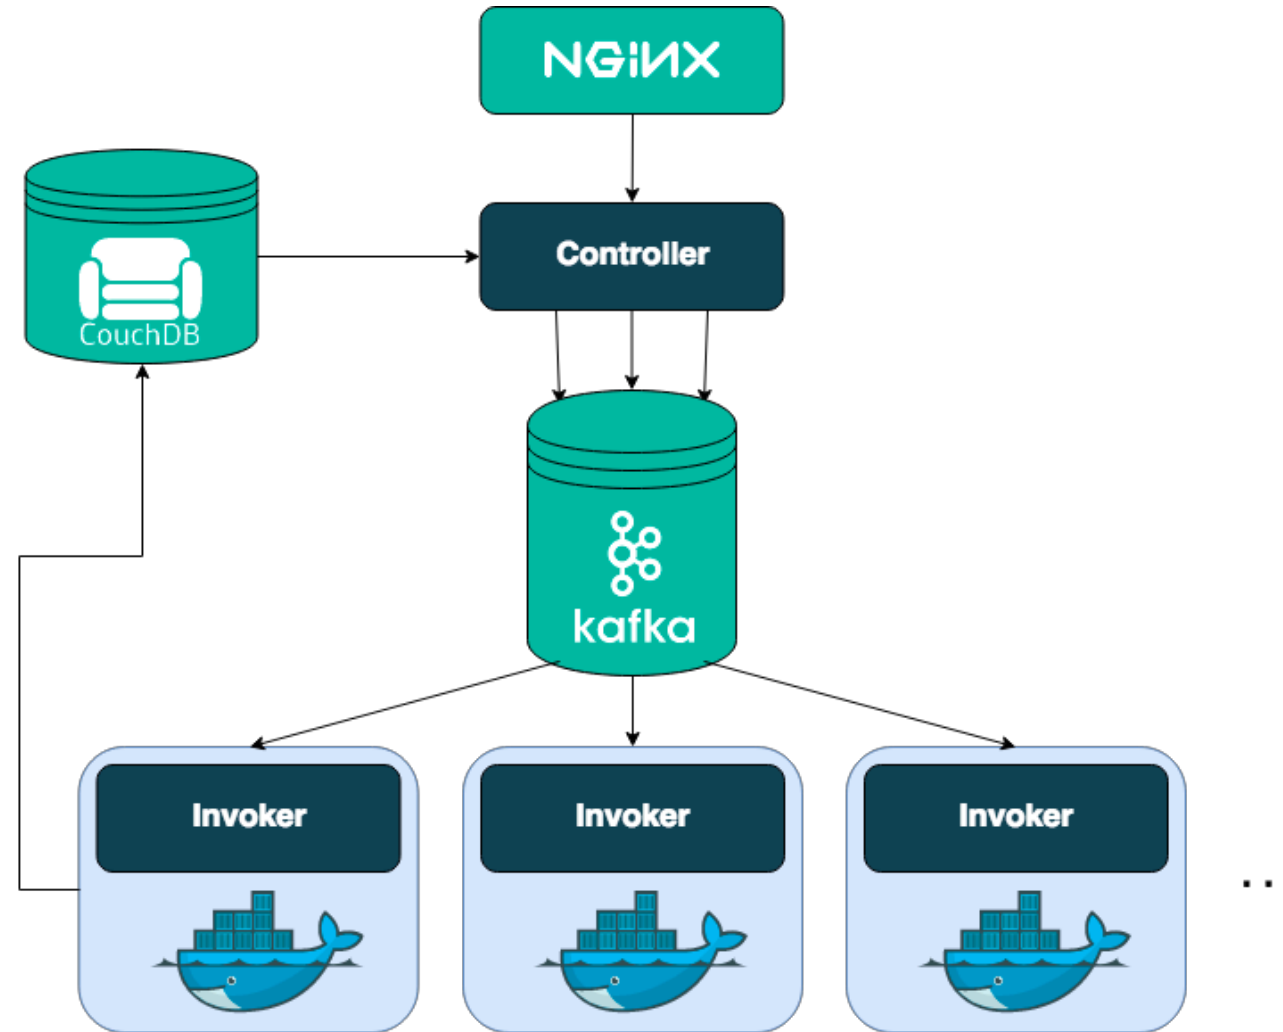 NGINX
Controller
CouchDB
kafka
Invoker
Invoker
Invoker
. .